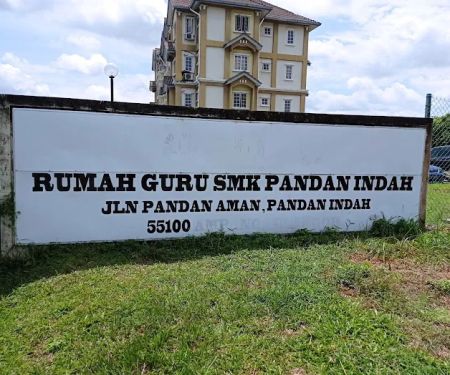 RUMAH GURU SMK PANDAN INDAH
JLN PANDAN AMAN, PANDAN INDAH
55100